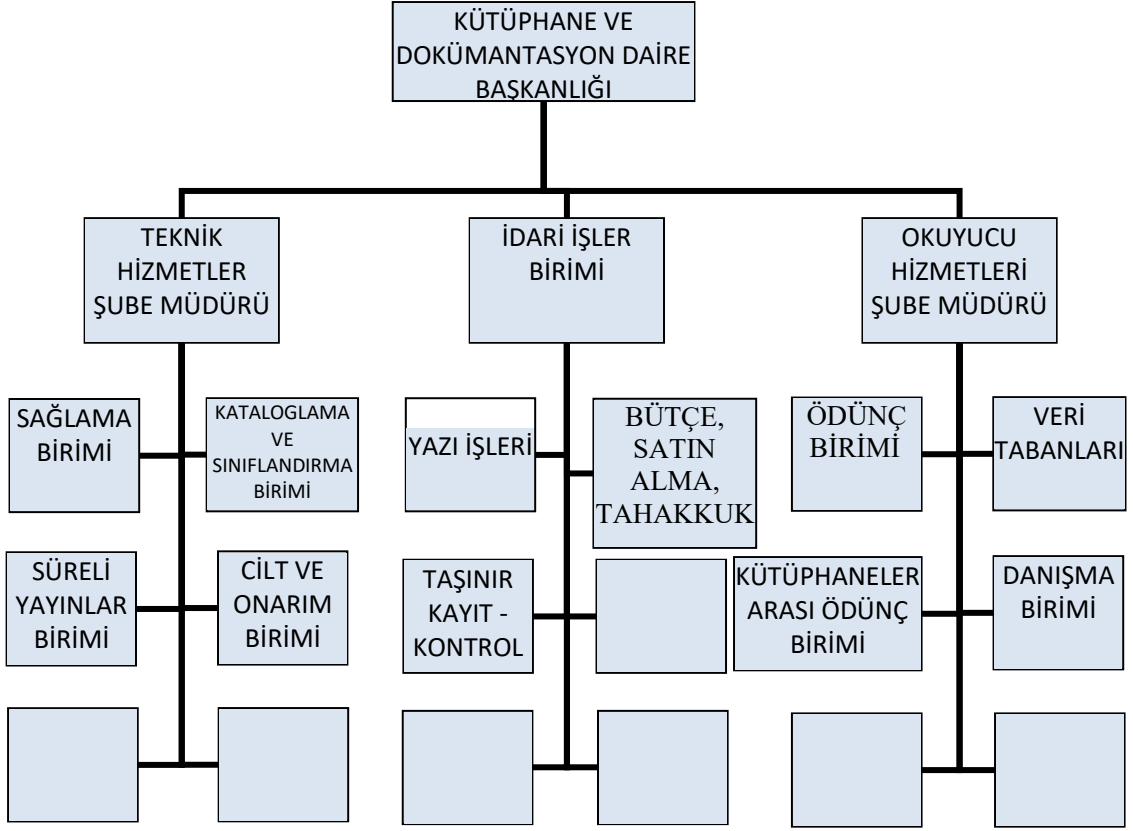 KÜTÜPHANE VE
DOKÜMANTASYON DAİRE
BAŞKANLIĞI
TEKNİK
HİZMETLER
ŞUBE MÜDÜRÜ
İDARİ İŞLER
BİRİMİ
OKUYUCU
HİZMETLERİ
ŞUBE MÜDÜRÜ
SAĞLAMA
BİRİMİ
KATALOGLAMA
VE
SINIFLANDIRMA
BİRİMİ
YAZI İŞLERİ
BÜTÇE,
SATIN
ALMA,
TAHAKKUK
ÖDÜNÇ
BİRİMİ
VERİ
TABANLARI
SÜRELİ
YAYINLAR
BİRİMİ
CİLT VE
ONARIM
BİRİMİ
TAŞINIR
KAYIT -
KONTROL
KÜTÜPHANELER
ARASI ÖDÜNÇ
BİRİMİ
DANIŞMA
BİRİMİ